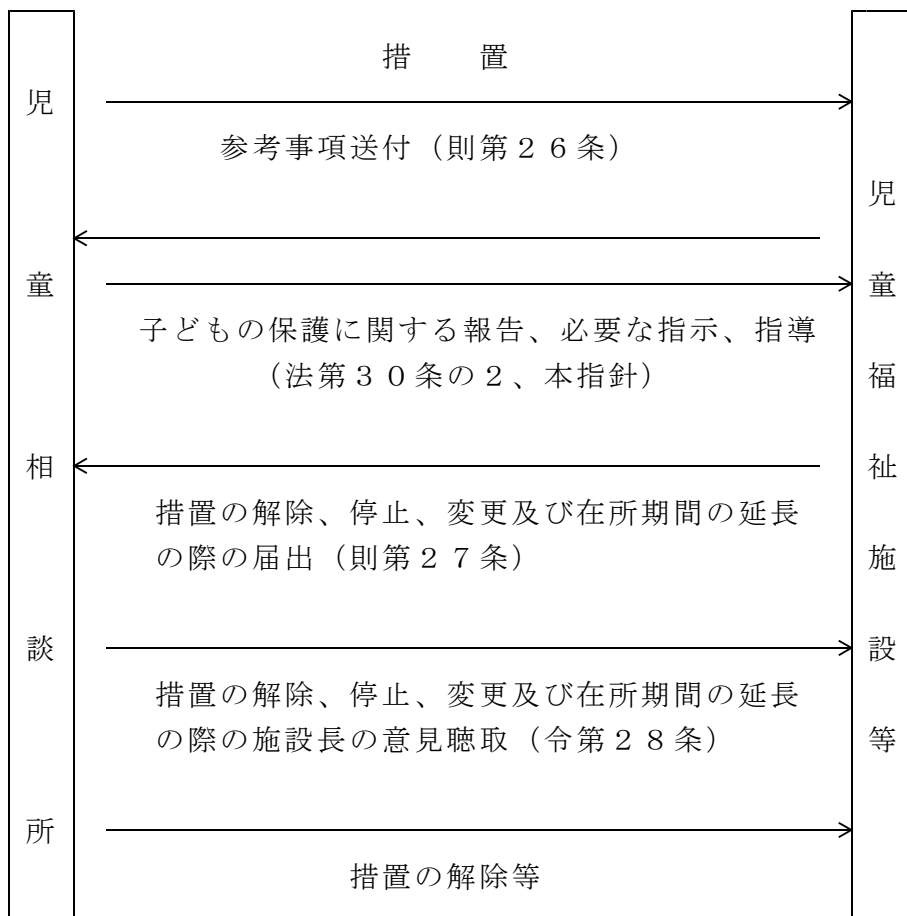 児童相談所
措　　置
参考事項送付（則第２６条）
子どもの保護に関する報告、必要な指示、指導
（法第３０条の２、本指針）
措置の解除、停止、変更及び在所期間の延長
の際の届出（則第２７条）
措置の解除、停止、変更及び在所期間の延長
の際の施設長の意見聴取（令第２８条）
措置の解除等
児童福祉施設等